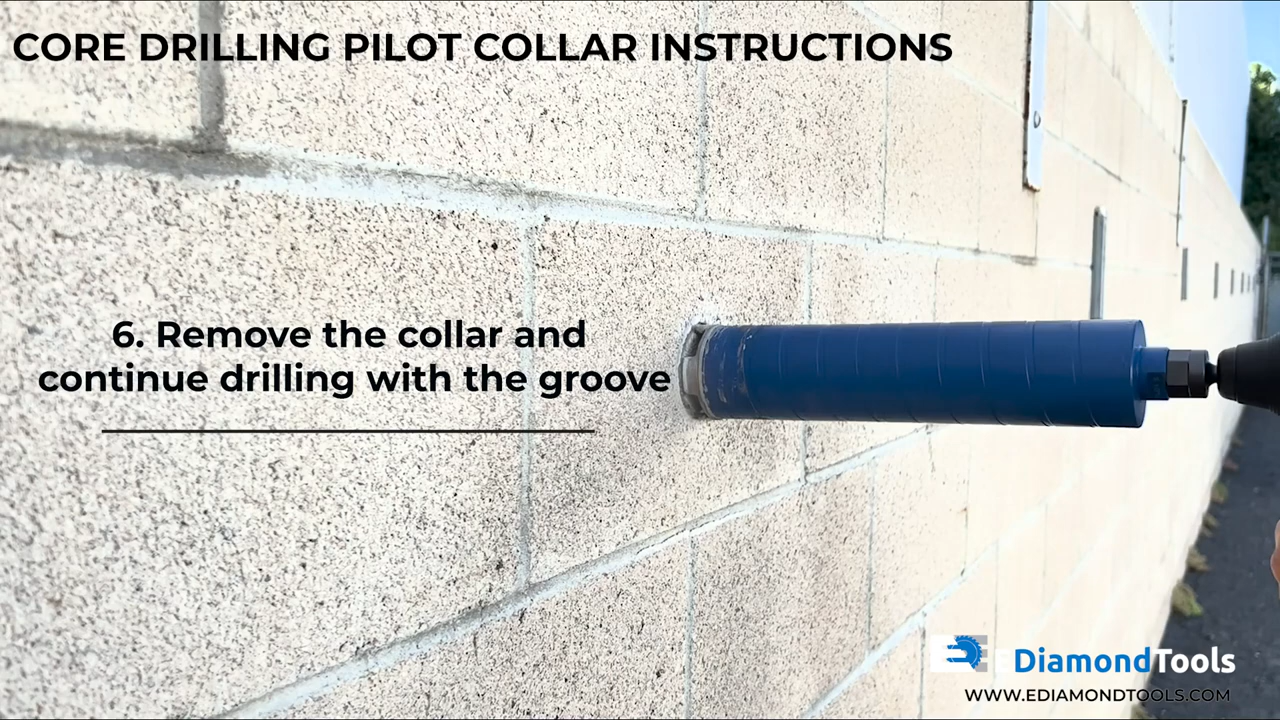 CORE DRILLING PILOT COLLAR INSTRUCTIONS
6. Remove the collar and
continue drilling with the groove
DiamondTools
WWW.EDIAMONDTOOLS.COM